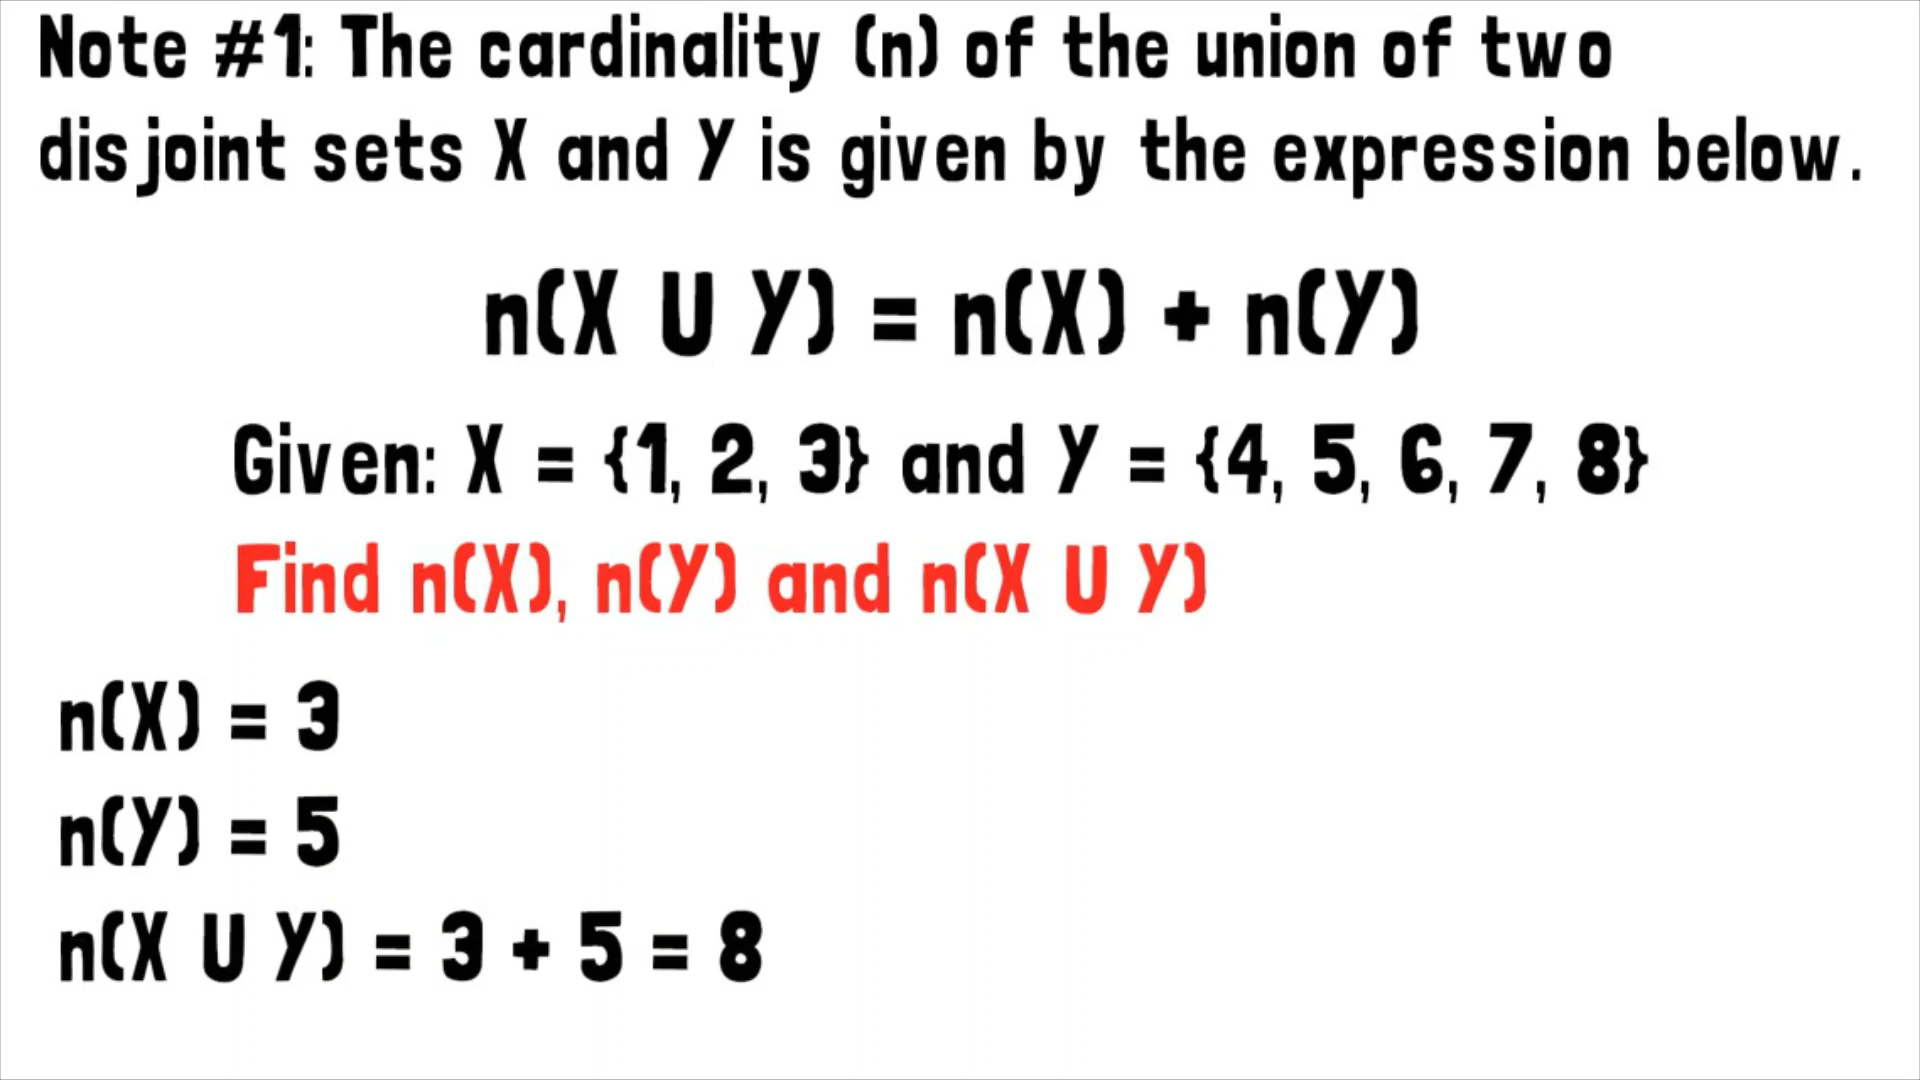 Note #1: The cardinality (n) of the union of two
disjoint sets X and Y is given by the expression below.
n(X U Y) = n(X) + n(Y)
Given: X = {1, 2, 3} and Y = {4, 5, 6, 7, 8}
Find n(X), n(Y) and n(X U Y)
n(X) = 3
n(Y) = 5
n(X U Y) = 3 + 5 = 8